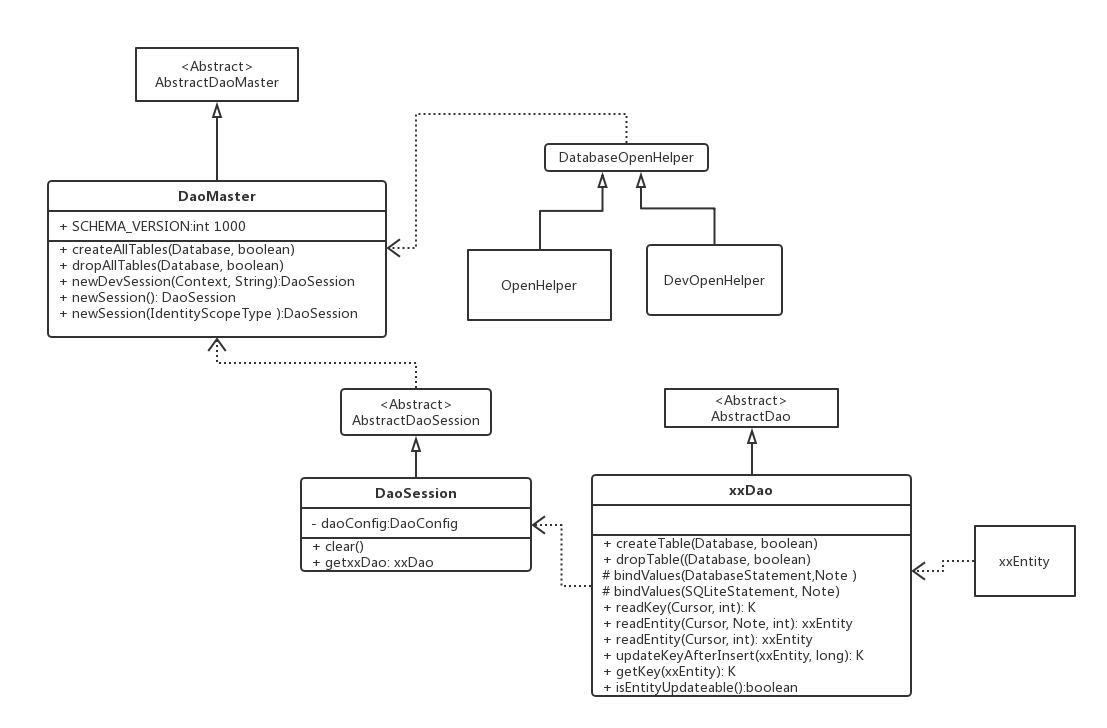 <Abstract>
AbstractDaoMaster
DatabaseOpenHelper
DaoMaster
+ SCHEMA_VERSION:int 1000
+ createAllTables(Database, boolean)
+ dropAllTables(Database, boolean)
+ newDevSession(Context, String):DaoSession
+ newSession(): DaoSession
+ newSession(IdentityScopeType ):DaoSession
OpenHelper
DevOpenHelper
<Abstract>
AbstractDaoSession
<Abstract>
AbstractDao
DaoSession
- daoConfig:DaoConfig
+ clear()
+ getxxDao: xxDao
xxDao
+ createTable(Database, boolean)
+ dropTable((Database, boolean)
# bindValues(DatabaseStatement,Note )
# bindValues(SQLiteStatement, Note)
+ readKey(Cursor, int): K
+ readEntity(Cursor, Note, int): xxEntity
+ readEntity(Cursor, int): xxEntity
+ updateKeyAfterInsert(xxEntity, long): K
+ getKey(xxEntity): K
+ isEntityUpdateable():boolean
xxEntity